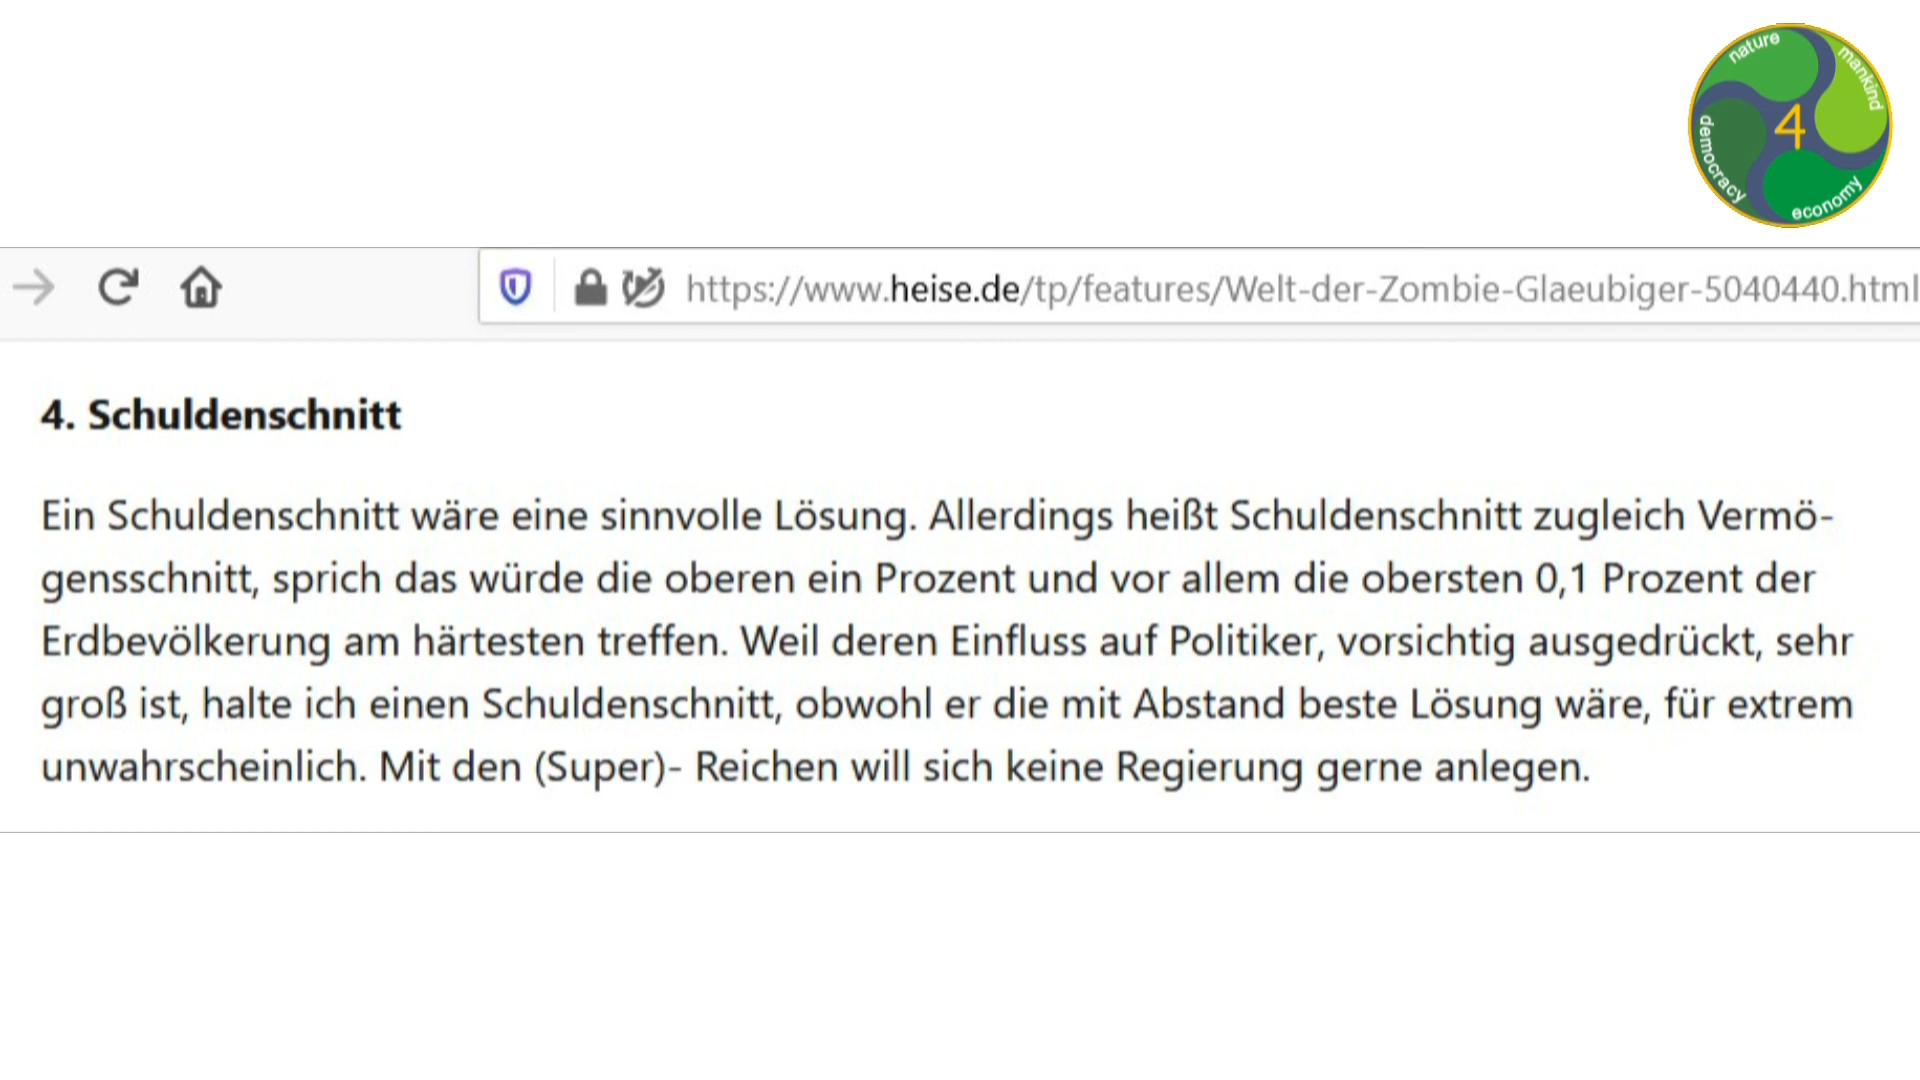 nature
mankind
democracy
4
economy
https://www.heise.de/tp/features/Welt-der-Zombie-Glaeubiger-5040440.html
4. Schuldenschnitt
Ein Schuldenschnitt wäre eine sinnvolle Lösung. Allerdings heißt Schuldenschnitt zugleich Vermö-
gensschnitt, sprich das würde die oberen ein Prozent und vor allem die obersten 0,1 Prozent der
Erdbevölkerung am härtesten treffen. Weil deren Einfluss auf Politiker, vorsichtig ausgedrückt, sehr
groß ist, halte ich einen Schuldenschnitt, obwohl er die mit Abstand beste Lösung wäre, für extrem
unwahrscheinlich. Mit den (Super)- Reichen will sich keine Regierung gerne anlegen.